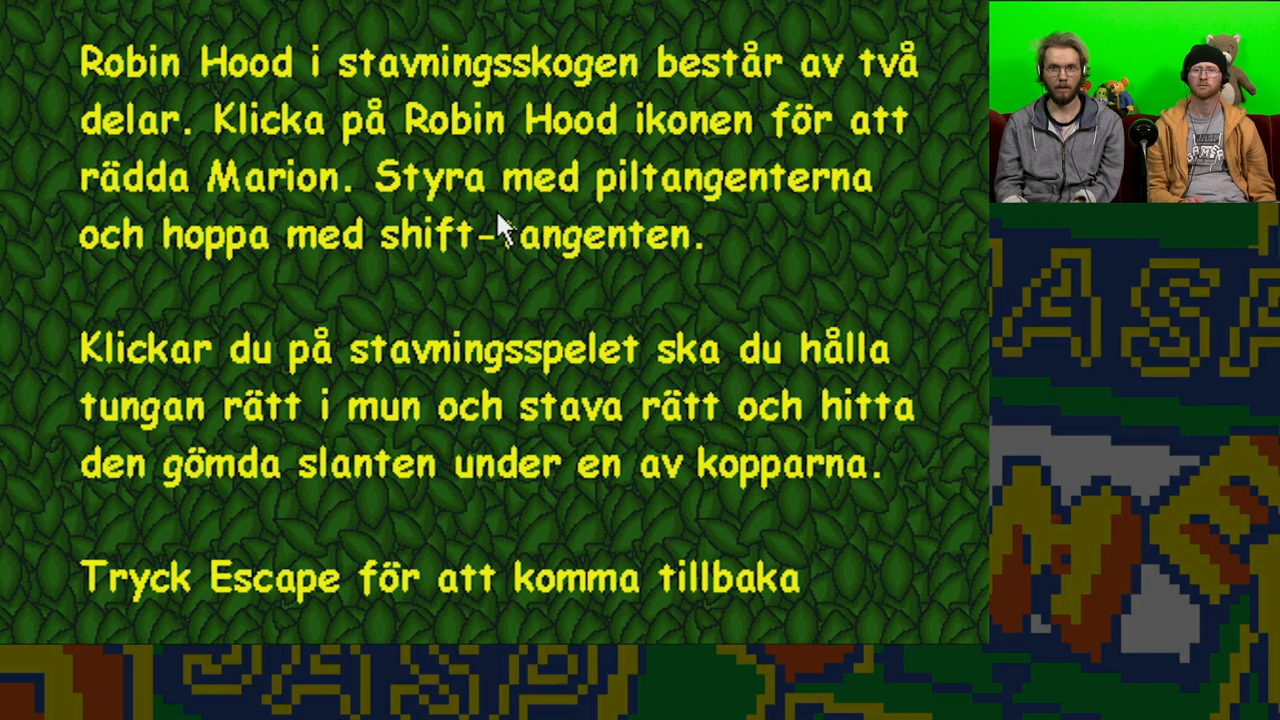 Robin Hood i stavningsskogen består av två
delar. Klicka på Robin Hood ikonen för att
rädda Marion. Styra med piltangenterna
och hoppa med shift-tangenten.
Klickar du på stavningsspelet ska du hålla
tungan rätt i mun och stava rätt och hitta
den gömda slanten under en av kopparna.
Tryck Escape för att komma tillbaka